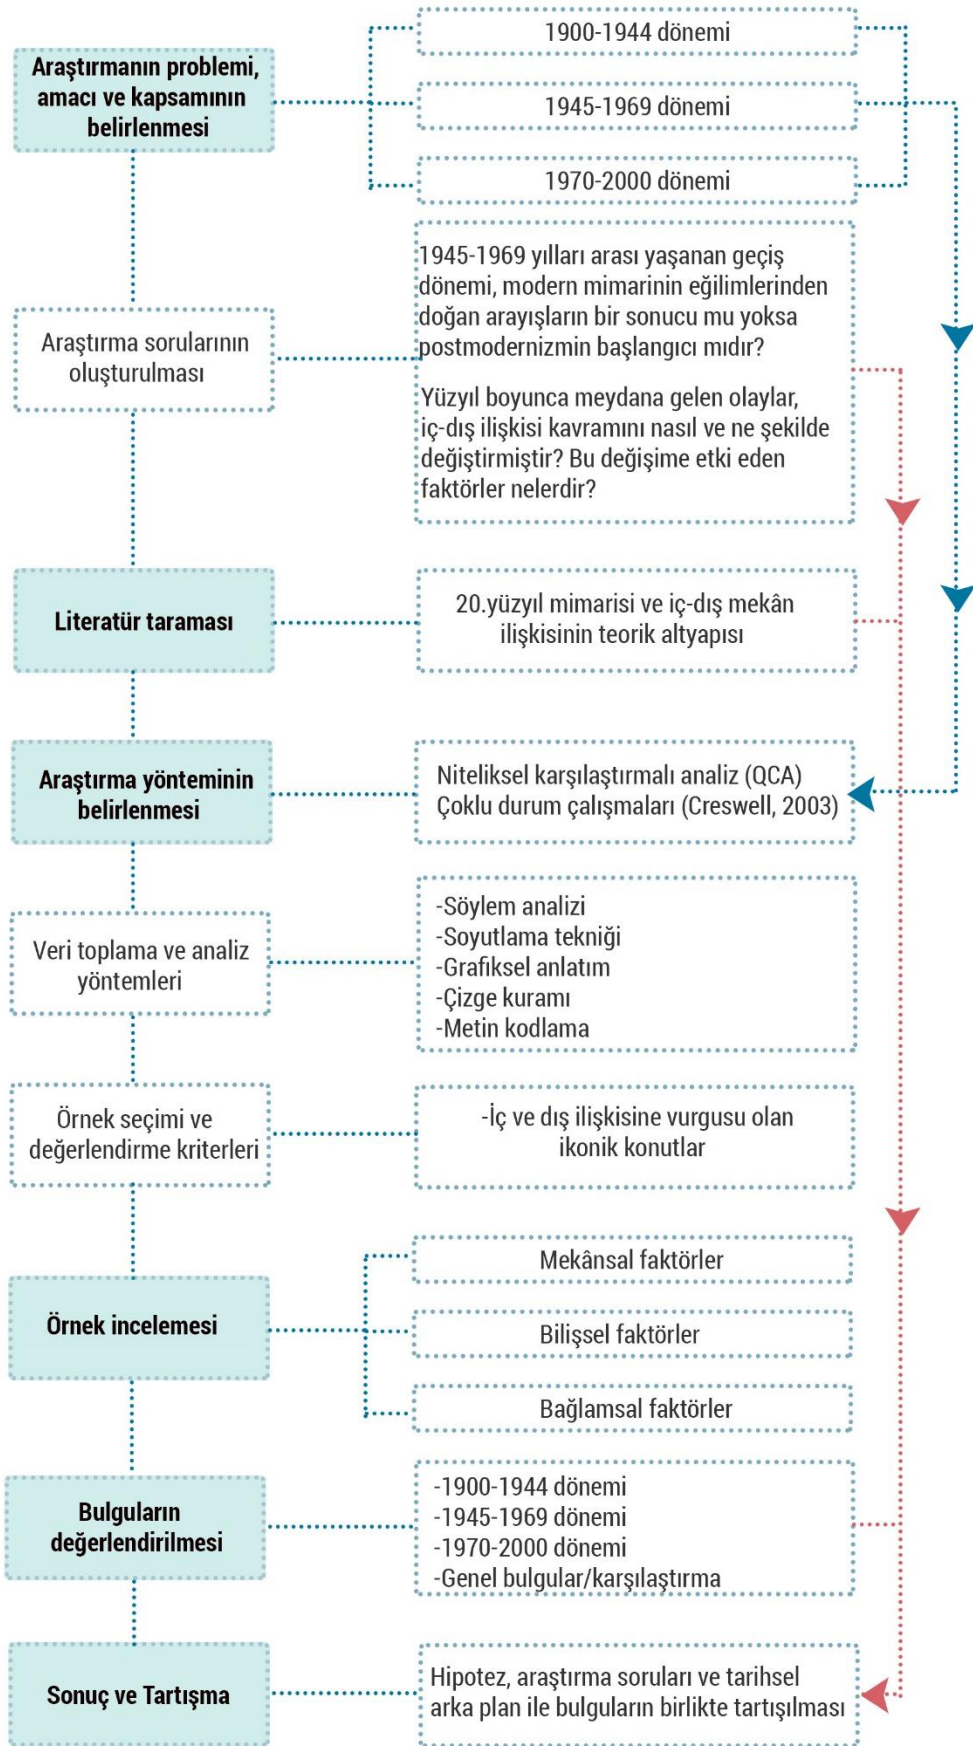 Araştırmanın problemi,
amacı ve kapsamının
belirlenmesi
1900-1944 dönemi
1945-1969 dönemi
1970-2000 dönemi
Araştırma sorularının
oluşturulması
1945-1969 yılları arası yaşanan geçiş
dönemi, modern mimarinin eğilimlerinden
doğan arayışların bir sonucu mu yoksa
postmodernizmin başlangıcı mıdır?
Yüzyıl boyunca meydana gelen olaylar,
iç-dış ilişkisi kavramını nasıl ve ne şekilde
değiştirmiştir? Bu değişime etki eden
faktörler nelerdir?
Literatür taraması
20.yüzyıl mimarisi ve iç-dış mekân
ilişkisinin teorik altyapısı
Araştırma yönteminin
belirlenmesi
Niteliksel karşılaştırmalı analiz (QCA)
Çoklu durum çalışmaları (Creswell, 2003)
Veri toplama ve analiz
yöntemleri
-Söylem analizi
-Soyutlama tekniği
-Grafiksel anlatım
-Çizge kuramı
-Metin kodlama
Örnek seçimi ve
değerlendirme kriterleri
-İç ve dış ilişkisine vurgusu olan
ikonik konutlar
Örnek incelemesi
Mekânsal faktörler
Bilişsel faktörler
Bağlamsal faktörler
Bulguların
değerlendirilmesi
-1900-1944 dönemi
-1945-1969 dönemi
-1970-2000 dönemi
-Genel bulgular/karşılaştırma
Sonuç ve Tartışma
Hipotez, araştırma soruları ve tarihsel
arka plan ile bulguların birlikte tartışılması